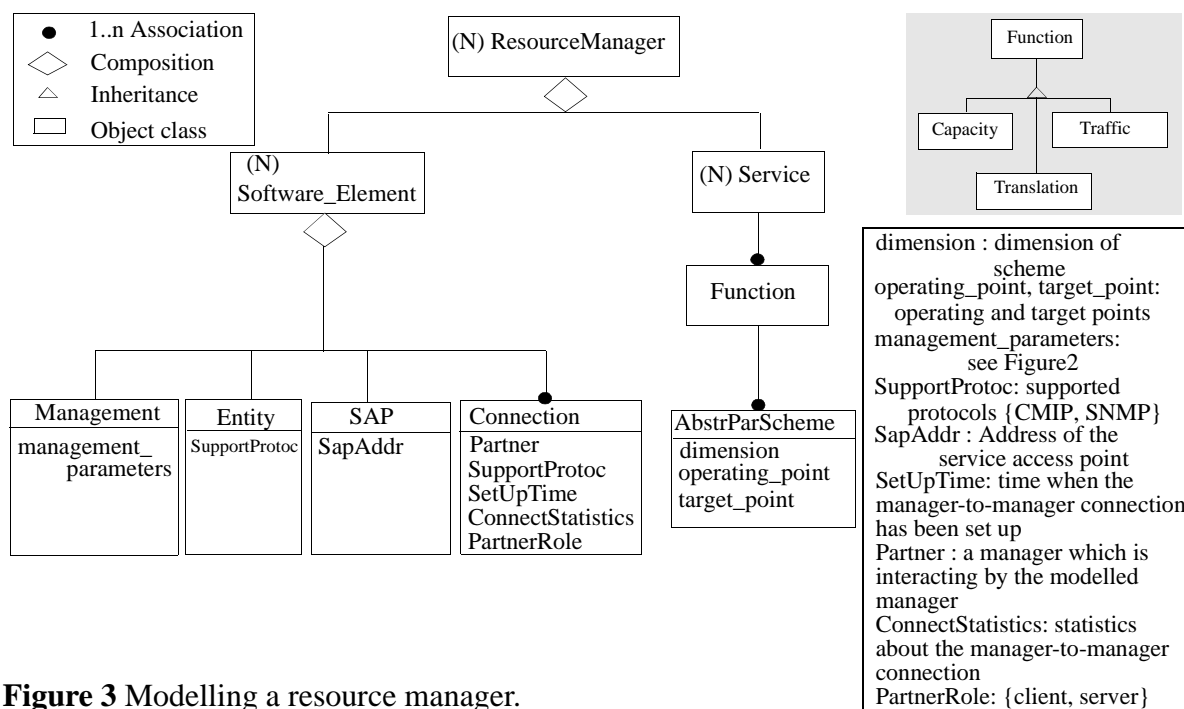 1..n Association
Composition
Inheritance
Object class
(N) ResourceManager
(N)
Software_Element
(N) Service
Function
Management
management_
parameters
Entity
SupportProtoc
SAP
SapAddr
Connection
Partner
SupportProtoc
SetUpTime
ConnectStatistics
PartnerRole
AbstrParScheme
dimension
operating_point
target_point
Function
Capacity
Traffic
Translation
dimension : dimension of
scheme
operating_point, target_point:
operating and target points
management_parameters:
see Figure2
SupportProtoc: supported
protocols {CMIP, SNMP}
SapAddr : Address of the
service access point
SetUpTime: time when the
manager-to-manager connection
has been set up
Partner : a manager which is
interacting by the modelled
manager
ConnectStatistics: statistics
about the manager-to-manager
connection
PartnerRole: {client, server}
Figure 3 Modelling a resource manager.